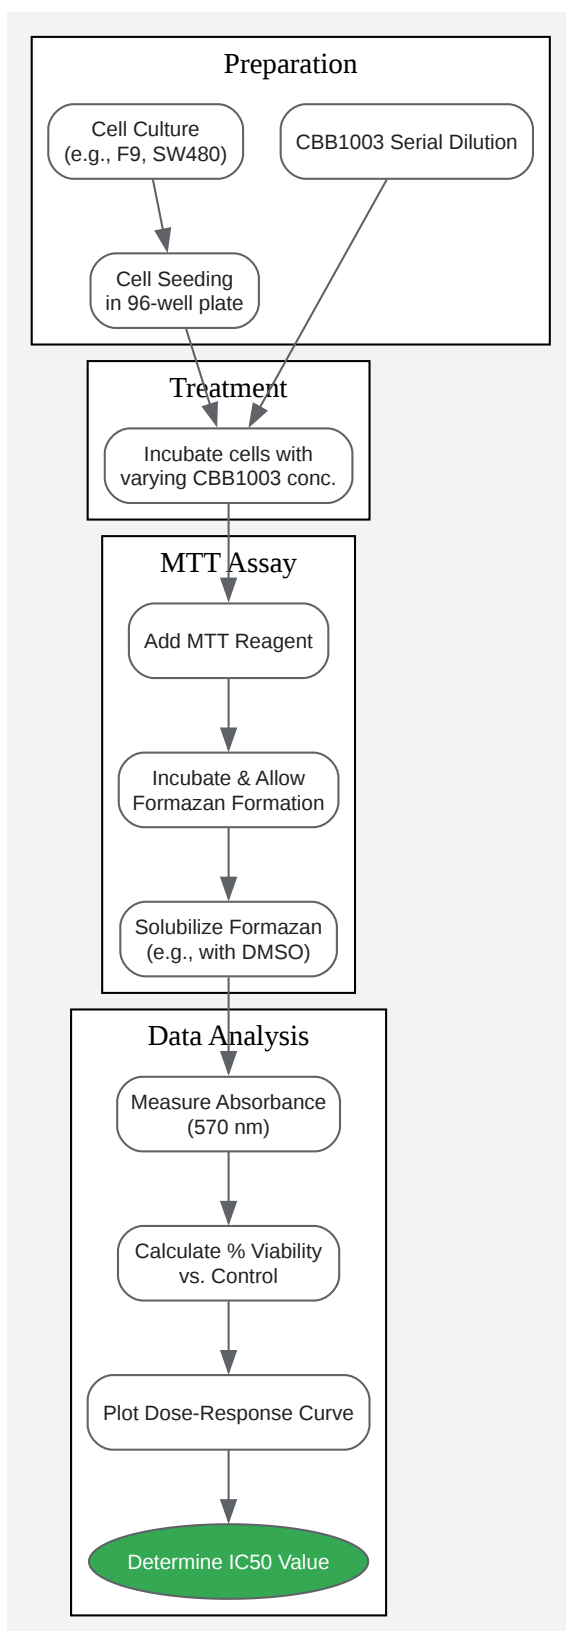 Preparation
Cell Culture
(e.g., F9, SW480)
CBB1003 Serial Dilution
Cell Seeding
in 96-well plate
Treatment
Incubate cells with
varying CBB1003 conc.
MTT Assay
Add MTT Reagent
Incubate & Allow
Formazan Formation
Solubilize Formazan
(e.g., with DMSO)
Data Analysis
Measure Absorbance
(570 nm)
Calculate % Viability
vs. Control
Plot Dose-Response Curve
Determine IC50 Value